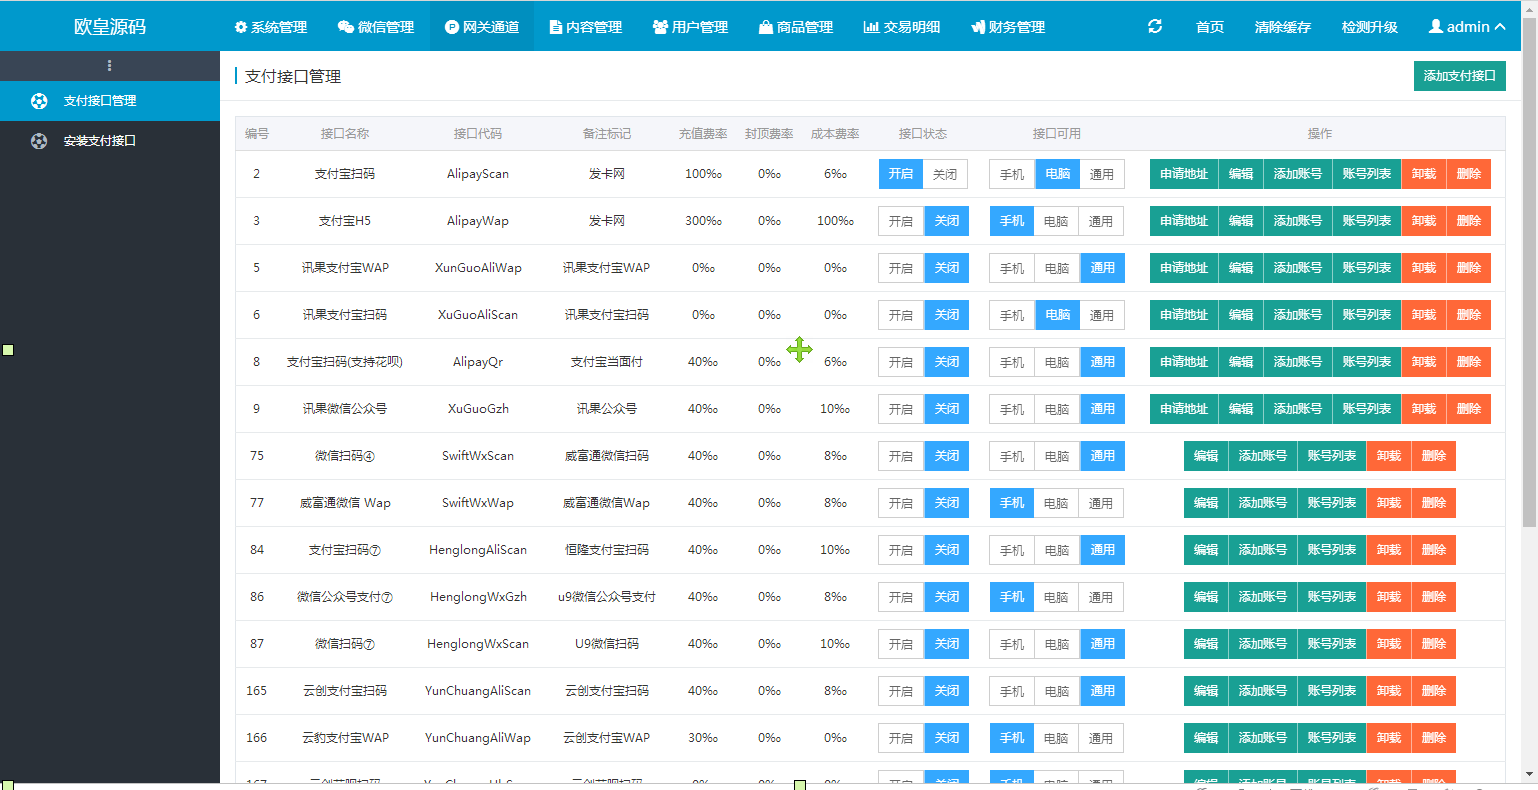 欧皇源码 系统管理 微信管理 网关通道 内容管理 用户管理 商品管理 交易明细 财务管理 首页 清除缓存 检测升级 admin
支付接口管理 添加支付接口
支付接口管理
安装支付接口
编号 接口名称 接口代码 备注标记 充值费率 封顶费率 成本费率 接口状态 接口可用 操作
2 支付宝扫码 AlipayScan 发卡网 100‰ 0‰ 6‰ 开启 关闭 手机 电脑 通用 申请地址 编辑 添加账号 账号列表 卸载 删除
3 支付宝H5 AlipayWap 发卡网 300‰ 0‰ 100‰ 开启 关闭 手机 电脑 通用 申请地址 编辑 添加账号 账号列表 卸载 删除
5 讯果支付宝WAP XunGuoAliWap 讯果支付宝WAP 0‰ 0‰ 0‰ 开启 关闭 手机 电脑 通用 申请地址 编辑 添加账号 账号列表 卸载 删除
6 讯果支付宝扫码 XuGuoAliScan 讯果支付宝扫码 0‰ 0‰ 0‰ 开启 关闭 手机 电脑 通用 申请地址 编辑 添加账号 账号列表 卸载 删除
8 支付宝扫码(支持花呗) AlipayQr 支付宝当面付 40‰ 0‰ 6‰ 开启 关闭 手机 电脑 通用 申请地址 编辑 添加账号 账号列表 卸载 删除
9 讯果微信公众号 XuGuoGzh 讯果公众号 40‰ 0‰ 10‰ 开启 关闭 手机 电脑 通用 申请地址 编辑 添加账号 账号列表 卸载 删除
75 微信扫码④ SwiftWxScan 威富通微信扫码 40‰ 0‰ 8‰ 开启 关闭 手机 电脑 通用 编辑 添加账号 账号列表 卸载 删除
77 威富通微信 Wap SwiftWxWap 威富通微信Wap 40‰ 0‰ 8‰ 开启 关闭 手机 电脑 通用 编辑 添加账号 账号列表 卸载 删除
84 支付宝扫码⑦ HenglongAliScan 恒隆支付宝扫码 40‰ 0‰ 10‰ 开启 关闭 手机 电脑 通用 编辑 添加账号 账号列表 卸载 删除
86 微信公众号支付⑦ HenglongWxGzh u9微信公众号支付 40‰ 0‰ 8‰ 开启 关闭 手机 电脑 通用 编辑 添加账号 账号列表 卸载 删除
87 微信扫码⑦ HenglongWxScan U9微信扫码 40‰ 0‰ 10‰ 开启 关闭 手机 电脑 通用 编辑 添加账号 账号列表 卸载 删除
165 云创支付宝扫码 YunChuangAliScan 云创支付宝扫码 40‰ 0‰ 8‰ 开启 关闭 手机 电脑 通用 编辑 添加账号 账号列表 卸载 删除
166 云豹支付宝WAP YunChuangAliWap 云创支付宝WAP 30‰ 0‰ 0‰ 开启 关闭 手机 电脑 通用 编辑 添加账号 账号列表 卸载 删除